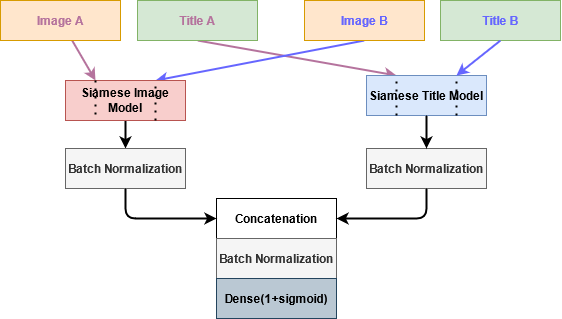 Image A
Title A
Image B
Title B
Siamese Image
Model
Siamese Title Model
Batch Normalization
Batch Normalization
Concatenation
Batch Normalization
Dense(1+sigmoid)